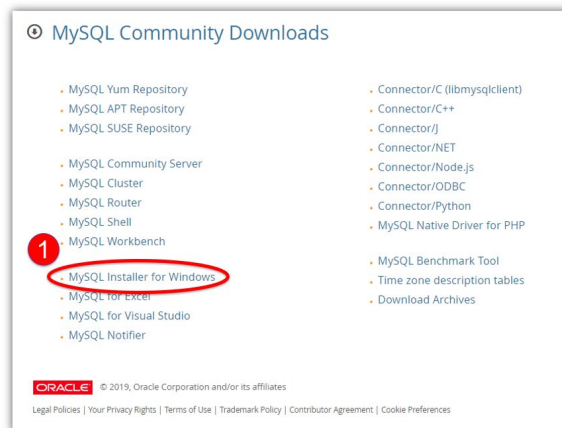 MySQL Community Downloads
MySQL Yum Repository
MySQL APT Repository
MySQL SUSE Repository
MySQL Community Server
MySQL Cluster
MySQL Router
MySQL Shell
MySQL Workbench
1
MySQL Installer for Windows
MySQL for Excel
MySQL for Visual Studio
MySQL Notifier
Connector/C (libmysqlclient)
Connector/C++
Connector/J
Connector/NET
Connector/Node.js
Connector/ODBC
Connector/Python
MySQL Native Driver for PHP
MySQL Benchmark Tool
Time zone description tables
Download Archives
ORACLE © 2019, Oracle Corporation and/or its affiliates
Legal Policies | Your Privacy Rights | Terms of Use | Trademark Policy | Contributor Agreement | Cookie Preferences